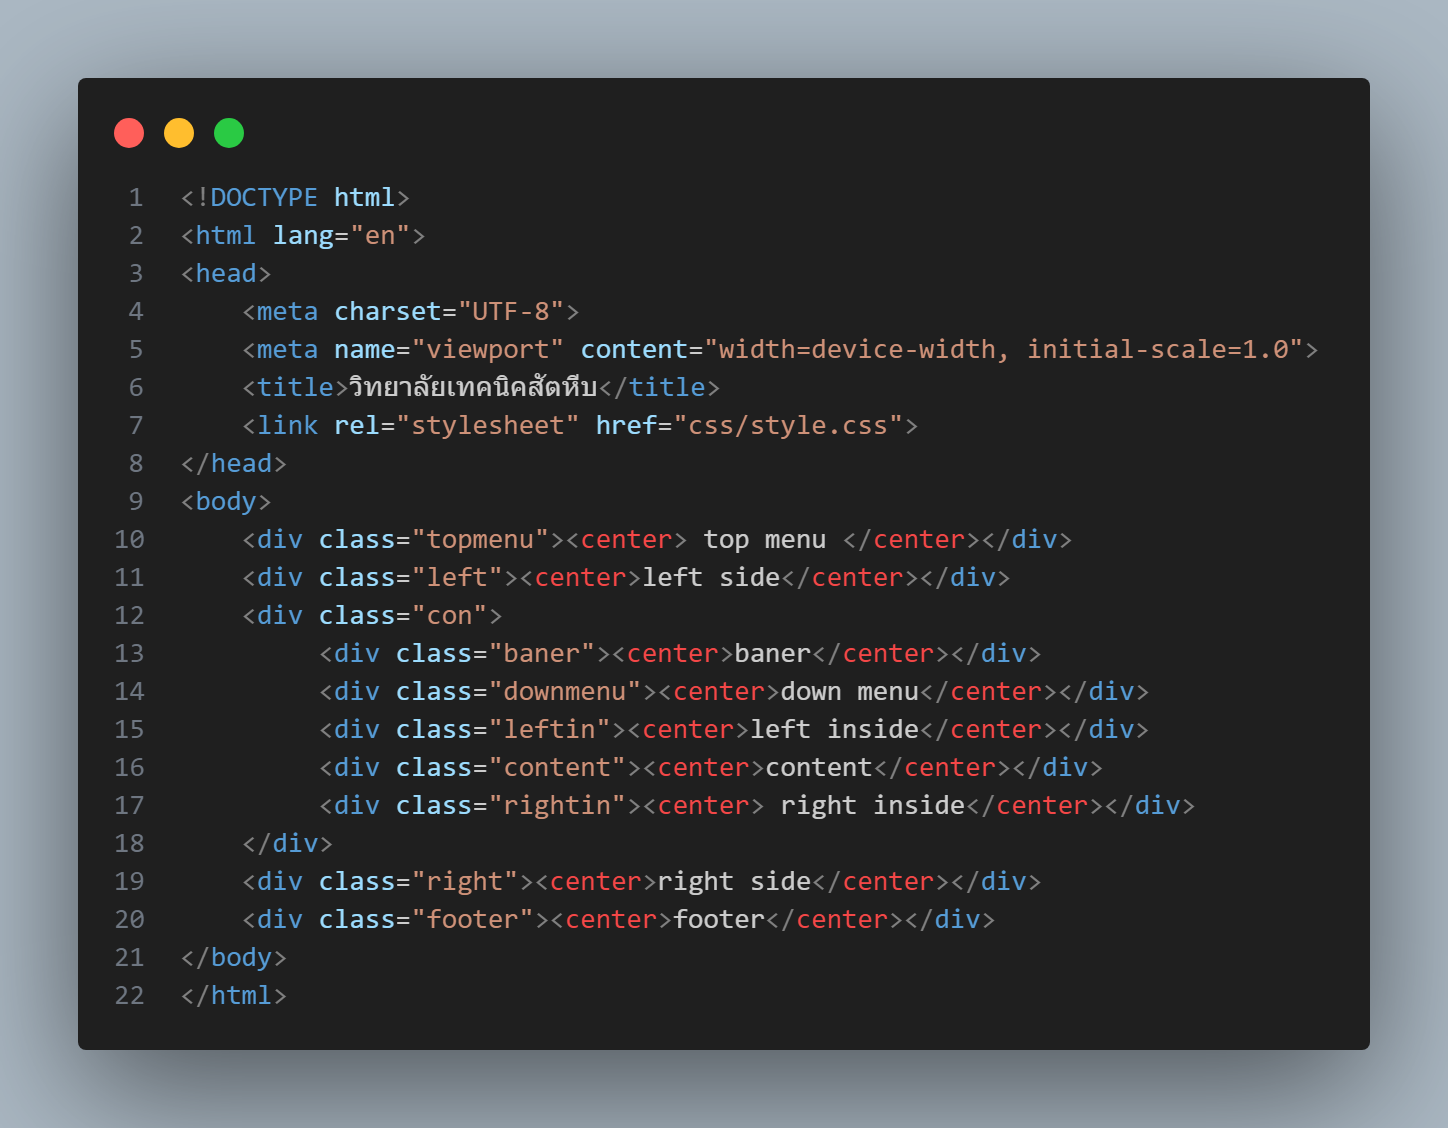 1 <!DOCTYPE html>
2 <html lang="en">
3 <head>
4     <meta charset="UTF-8">
5     <meta name="viewport" content="width=device-width, initial-scale=1.0">
6     <title>วิทยาลัยเทคนิคสัตหีบ</title>
7     <link rel="stylesheet" href="css/style.css">
8 </head>
9 <body>
10     <div class="topmenu"><center> top menu </center></div>
11     <div class="left"><center>left side</center></div>
12     <div class="con">
13          <div class="baner"><center>baner</center></div>
14          <div class="downmenu"><center>down menu</center></div>
15          <div class="leftin"><center>left inside</center></div>
16          <div class="content"><center>content</center></div>
17          <div class="rightin"><center> right inside</center></div>
18     </div>
19     <div class="right"><center>right side</center></div>
20     <div class="footer"><center>footer</center></div>
21 </body>
22 </html>